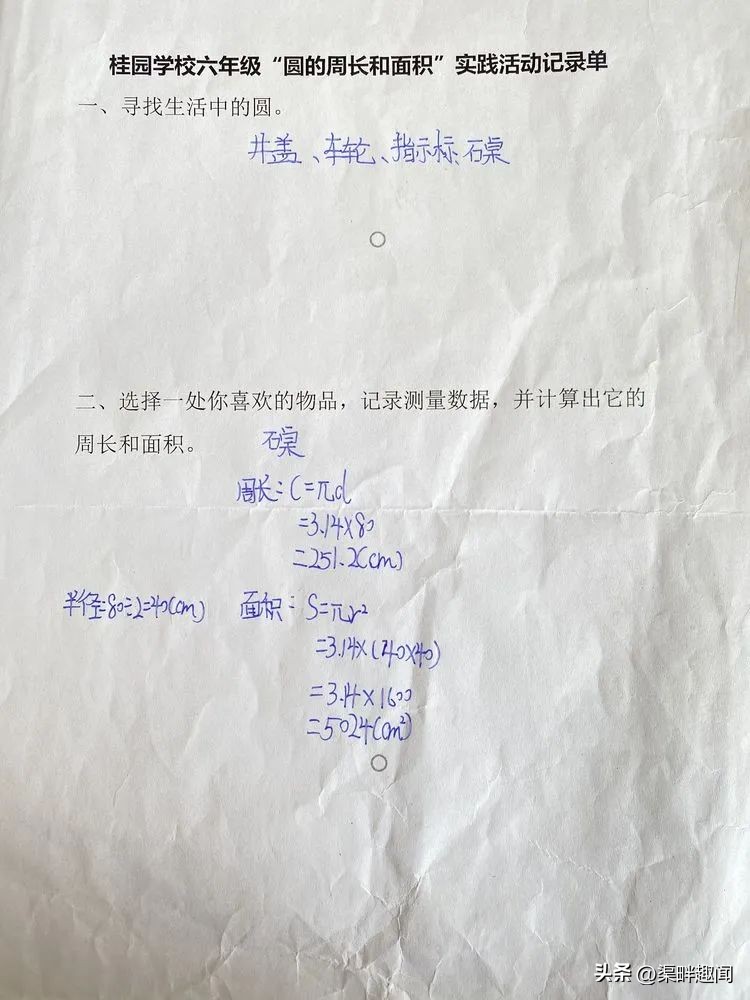 桂园学校六年级“圆的周长和面积”实践活动记录单
一、寻找生活中的圆。
井盖、车轮、指示标、石桌
二、选择一处你喜欢的物品，记录测量数据，并计算出它的
周长和面积。 石桌
周长：C=πd
=3.14×80
=251.2(cm)
半径=80÷2=40(cm) 面积：S=πr²
=3.14×(40×40)
=3.14×1600
=5024(cm²)
头条 @渠畔趣闻